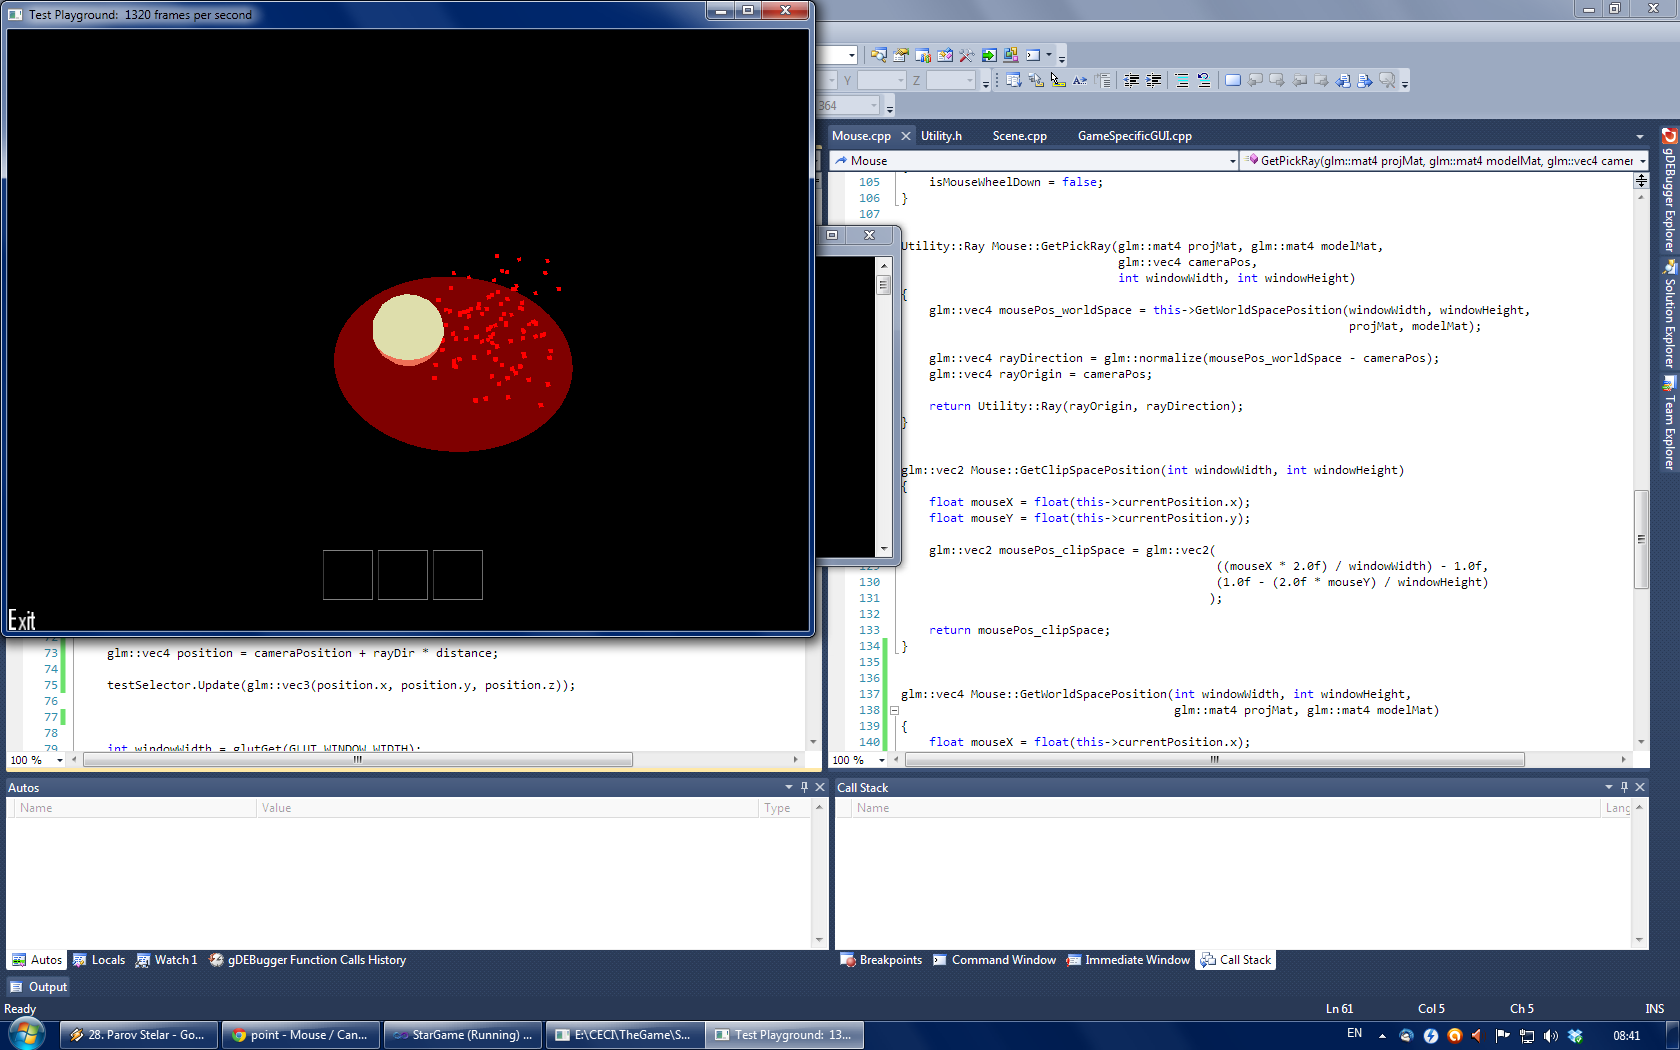 Test Playground:  1320 frames per second
Exit
Y
Z
364
Mouse.cpp
Utility.h
Scene.cpp
GameSpecificGUI.cpp
Mouse
GetPickRay(glm::mat4 projMat, glm::mat4 modelMat, glm::vec4 camer
105 isMouseWheelDown = false;
106 }
107
Utility::Ray Mouse::GetPickRay(glm::mat4 projMat, glm::mat4 modelMat,
glm::vec4 cameraPos,
int windowWidth, int windowHeight)
{
glm::vec4 mousePos_worldSpace = this->GetWorldSpacePosition(windowWidth, windowHeight,
projMat, modelMat);
glm::vec4 rayDirection = glm::normalize(mousePos_worldSpace - cameraPos);
glm::vec4 rayOrigin = cameraPos;
return Utility::Ray(rayOrigin, rayDirection);
}
glm::vec2 Mouse::GetClipSpacePosition(int windowWidth, int windowHeight)
{
float mouseX = float(this->currentPosition.x);
float mouseY = float(this->currentPosition.y);
glm::vec2 mousePos_clipSpace = glm::vec2(
129 ((mouseX * 2.0f) / windowWidth) - 1.0f,
130 (1.0f - (2.0f * mouseY) / windowHeight)
131 );
132
133 return mousePos_clipSpace;
134 }
135
136
137 glm::vec4 Mouse::GetWorldSpacePosition(int windowWidth, int windowHeight,
138 glm::mat4 projMat, glm::mat4 modelMat)
139 {
140 float mouseX = float(this->currentPosition.x);
100 %
72
73 glm::vec4 position = cameraPosition + rayDir * distance;
74
75 testSelector.Update(glm::vec3(position.x, position.y, position.z));
76
77
78
79 int windowWidth = glutGet(GLUT_WINDOW_WIDTH);
100 %
gDEBugger Explorer
Solution Explorer
Team Explorer
Autos
Name Value Type
Call Stack
Name Lang
Autos Locals Watch 1 gDEBugger Function Calls History
Breakpoints Command Window Immediate Window Call Stack
Output
Ready
Ln 61 Col 5 Ch 5 INS
28. Parov Stelar - Go...
point - Mouse / Can...
StarGame (Running) ...
E:\CECI\TheGame\S...
Test Playground:  13...
EN
08:41